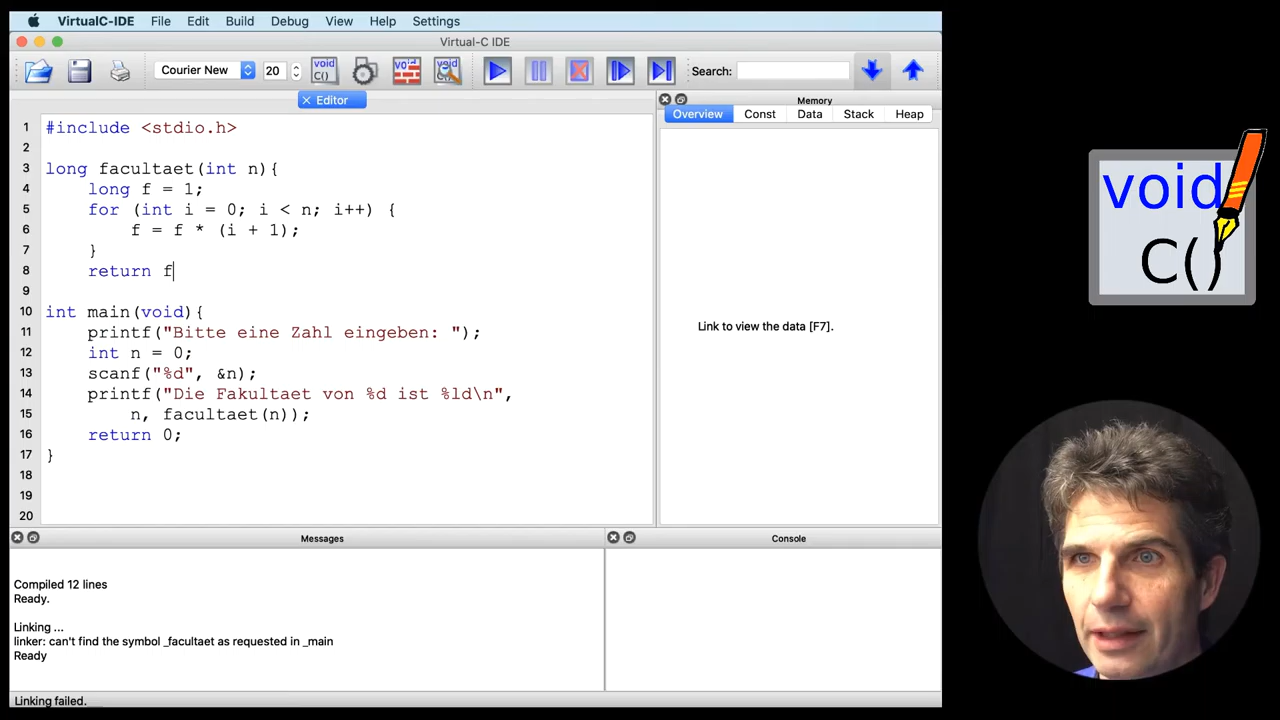 VirtualC-IDE File Edit Build Debug View Help Settings
Virtual-C IDE
Courier New 20 void C() void void Search:
Editor
Memory
Overview Const Data Stack Heap
1 #include <stdio.h>
2
3 long facultaet(int n){
4 long f = 1;
5 for (int i = 0; i < n; i++) {
6 f = f * (i + 1);
7 }
8 return f
9
10 int main(void){
11 printf("Bitte eine Zahl eingeben: ");
12 int n = 0;
13 scanf("%d", &n);
14 printf("Die Fakultaet von %d ist %ld\n",
15 n, facultaet(n));
16 return 0;
17 }
18
19
20
Link to view the data [F7].
Messages
Console
Compiled 12 lines
Ready.
Linking ...
linker: can't find the symbol _facultaet as requested in _main
Ready
Linking failed.
void
C()